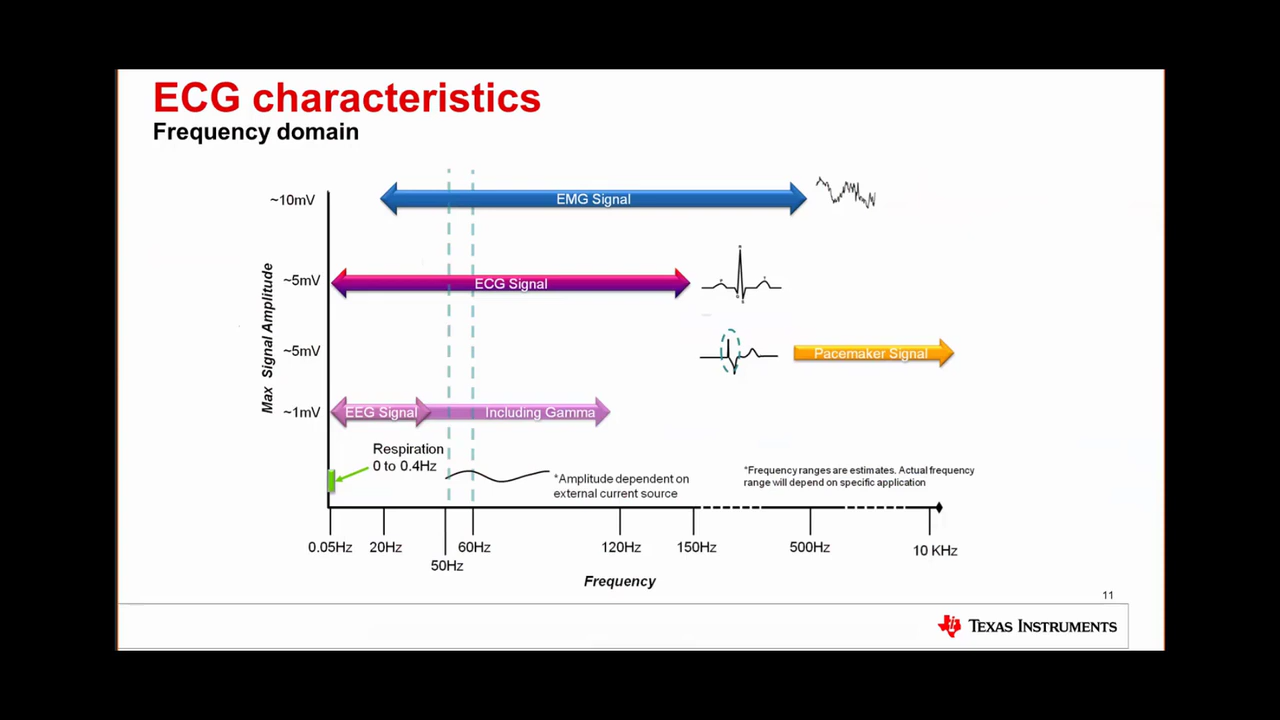 ECG characteristics
Frequency domain
~10mV
EMG Signal
~5mV
ECG Signal
~5mV
Pacemaker Signal
~1mV
EEG Signal
Including Gamma
Max Signal Amplitude
Respiration
0 to 0.4Hz
*Amplitude dependent on
external current source
*Frequency ranges are estimates. Actual frequency
range will depend on specific application
0.05Hz
20Hz
50Hz
60Hz
120Hz
150Hz
500Hz
10 KHz
Frequency
11
TEXAS INSTRUMENTS